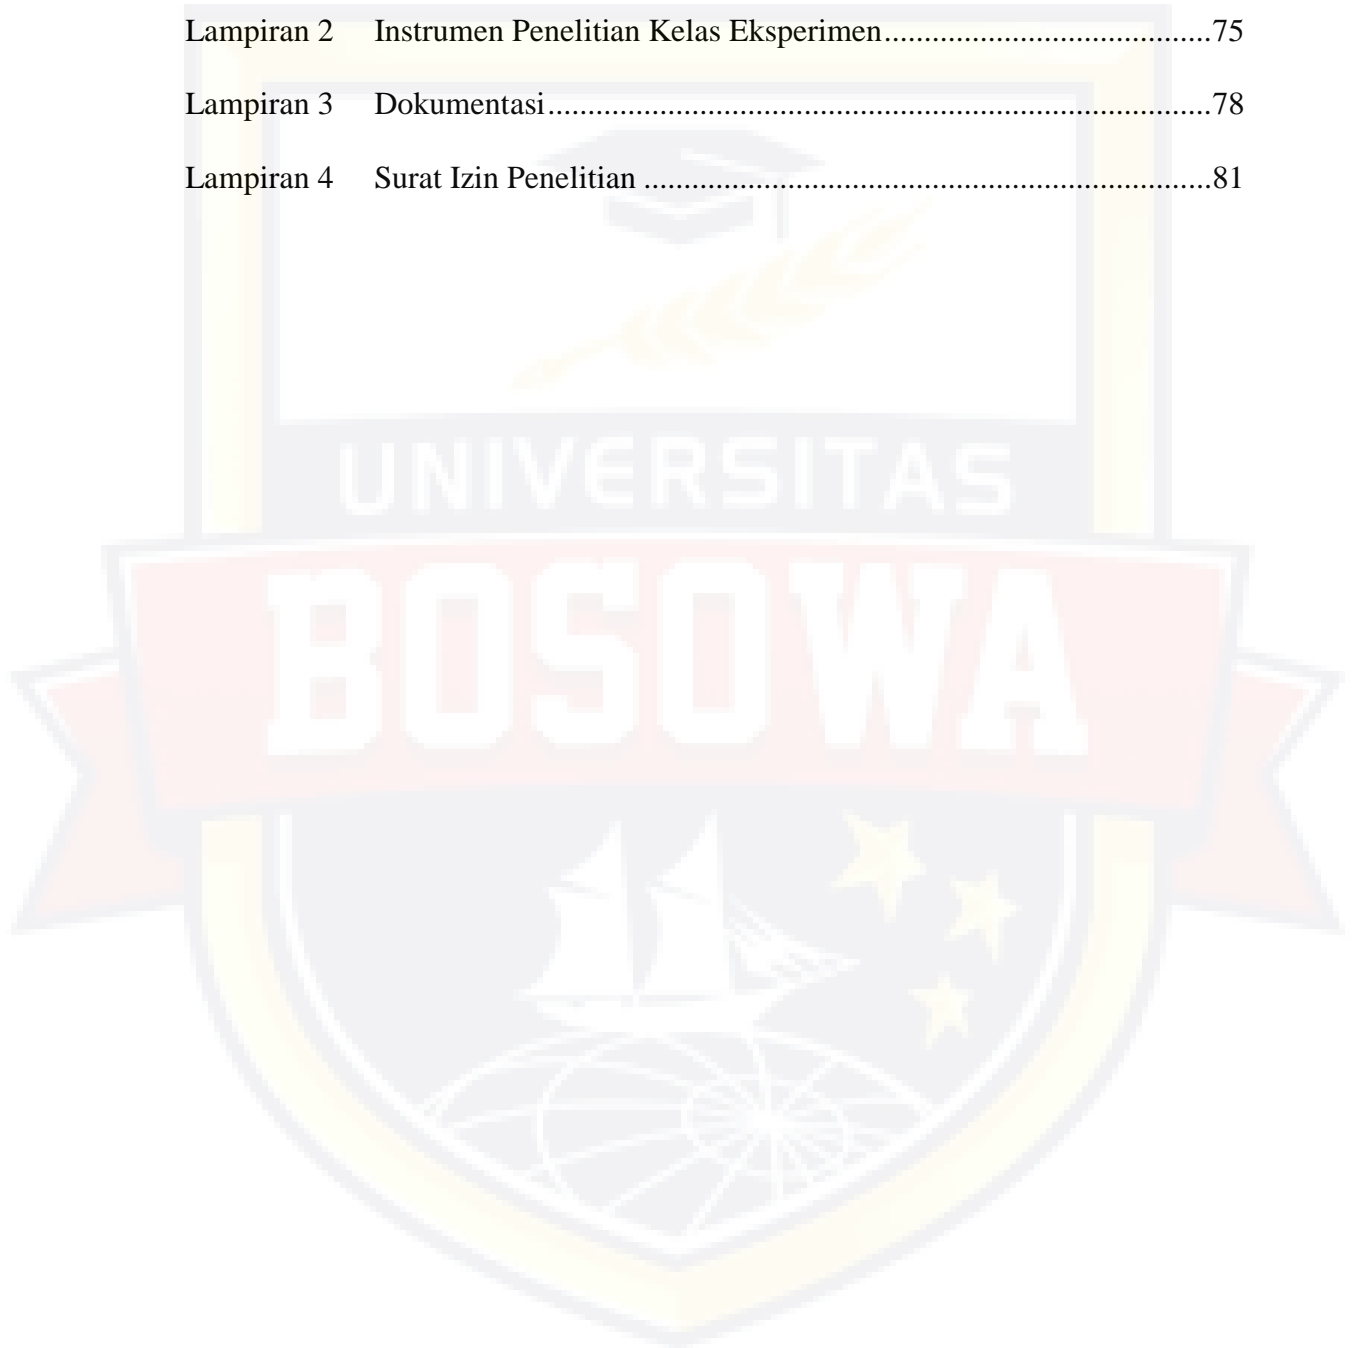 Lampiran 2 Instrumen Penelitian Kelas Eksperimen.........................................75
Lampiran 3 Dokumentasi...................................................................................78
Lampiran 4 Surat Izin Penelitian .......................................................................81
UNIVERSITAS
BOSOWA